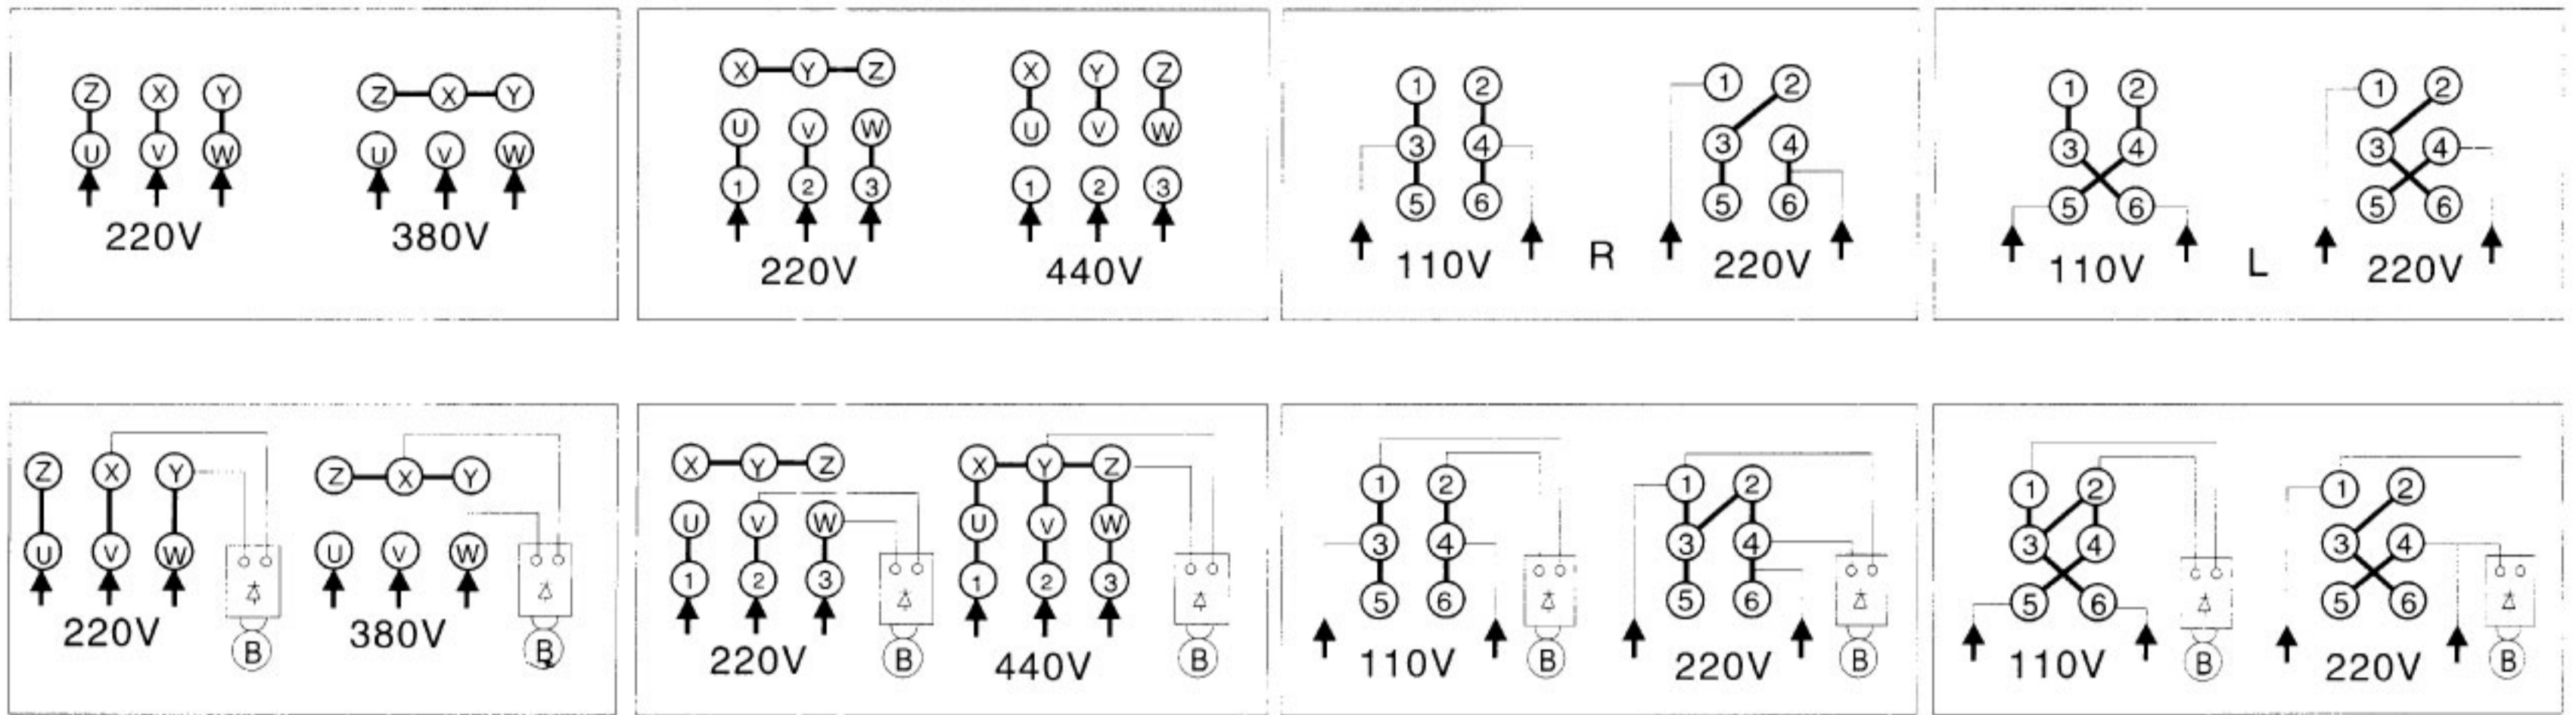 Z X Y Z X Y
U V W U V W
220V 380V
X Y Z X Y Z
U V W U V W
1 2 3 1 2 3
220V 440V
1 2 1 2
3 4 3 4
5 6 5 6
110V R 220V
1 2 1 2
3 4 3 4
5 6 5 6
110V L 220V
Z X Y Z X Y
U V W U V W
220V B 380V B
X Y Z X Y Z
U V W U V W
1 2 3 1 2 3
220V B 440V B
1 2 1 2
3 4 3 4
5 6 5 6
110V B 220V B
1 2 1 2
3 4 3 4
5 6 5 6
110V B 220V B